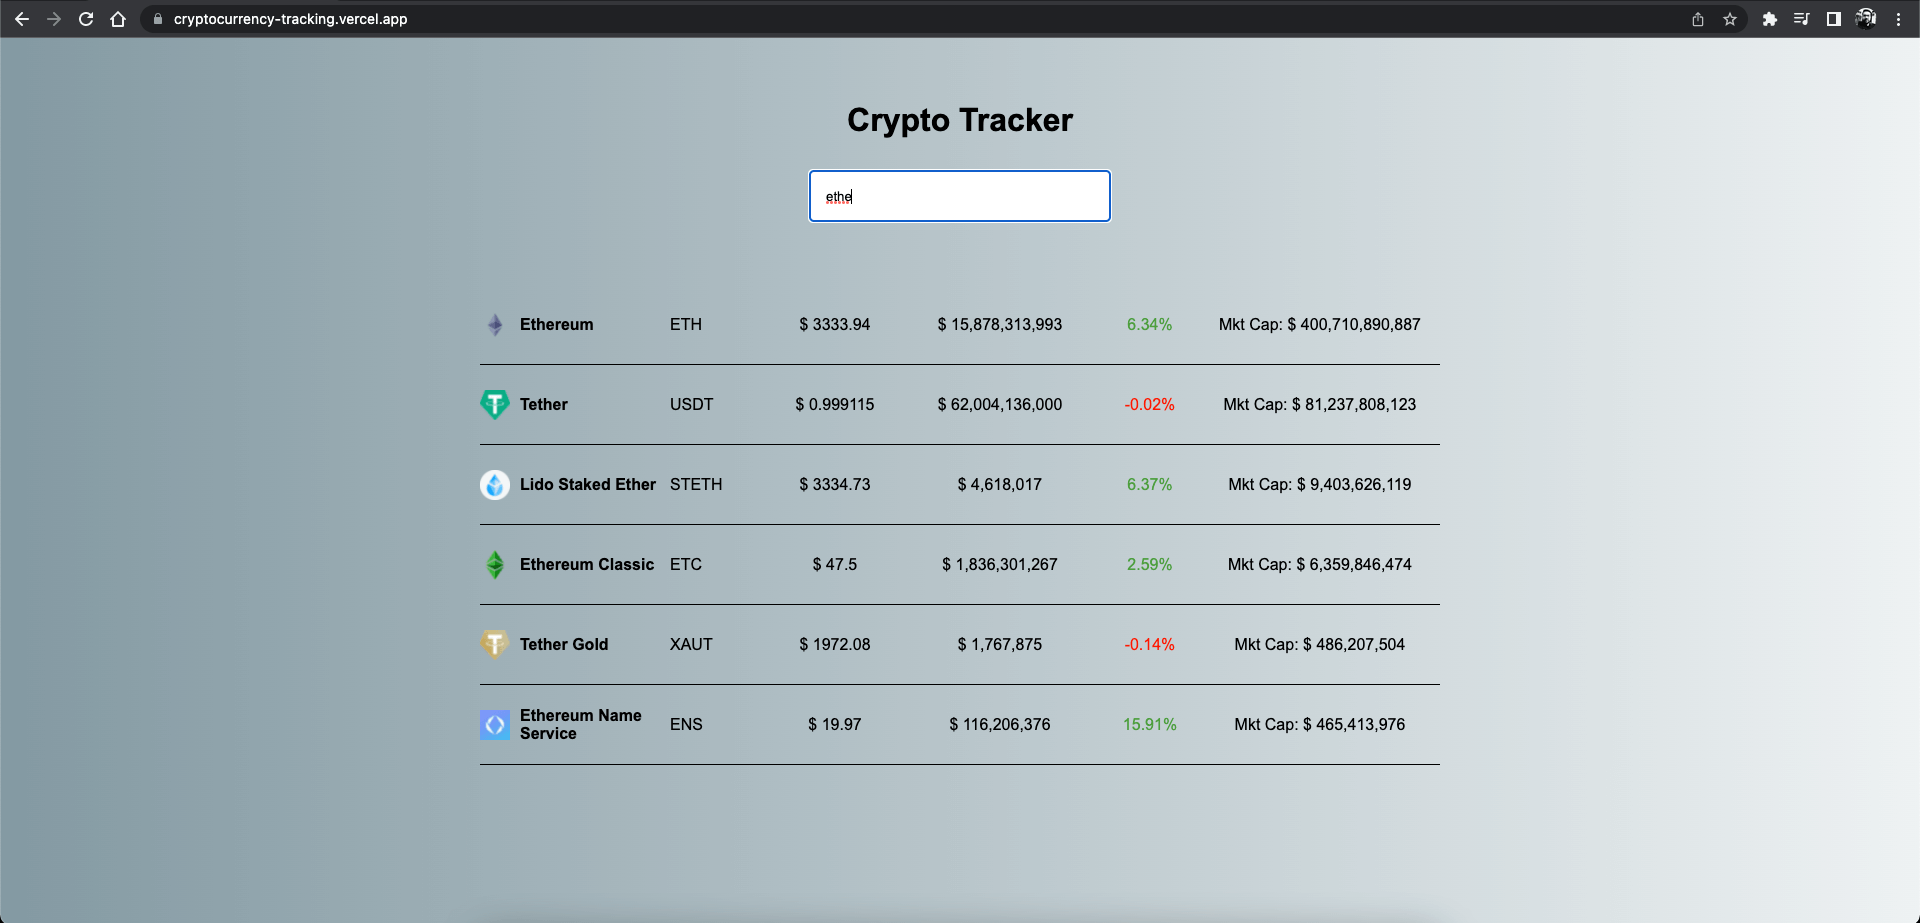 cryptocurrency-tracking.vercel.app
Crypto Tracker
ethe
Ethereum ETH $ 3333.94 $ 15,878,313,993 6.34% Mkt Cap: $ 400,710,890,887
Tether USDT $ 0.999115 $ 62,004,136,000 -0.02% Mkt Cap: $ 81,237,808,123
Lido Staked Ether STETH $ 3334.73 $ 4,618,017 6.37% Mkt Cap: $ 9,403,626,119
Ethereum Classic ETC $ 47.5 $ 1,836,301,267 2.59% Mkt Cap: $ 6,359,846,474
Tether Gold XAUT $ 1972.08 $ 1,767,875 -0.14% Mkt Cap: $ 486,207,504
Ethereum Name
Service ENS $ 19.97 $ 116,206,376 15.91% Mkt Cap: $ 465,413,976